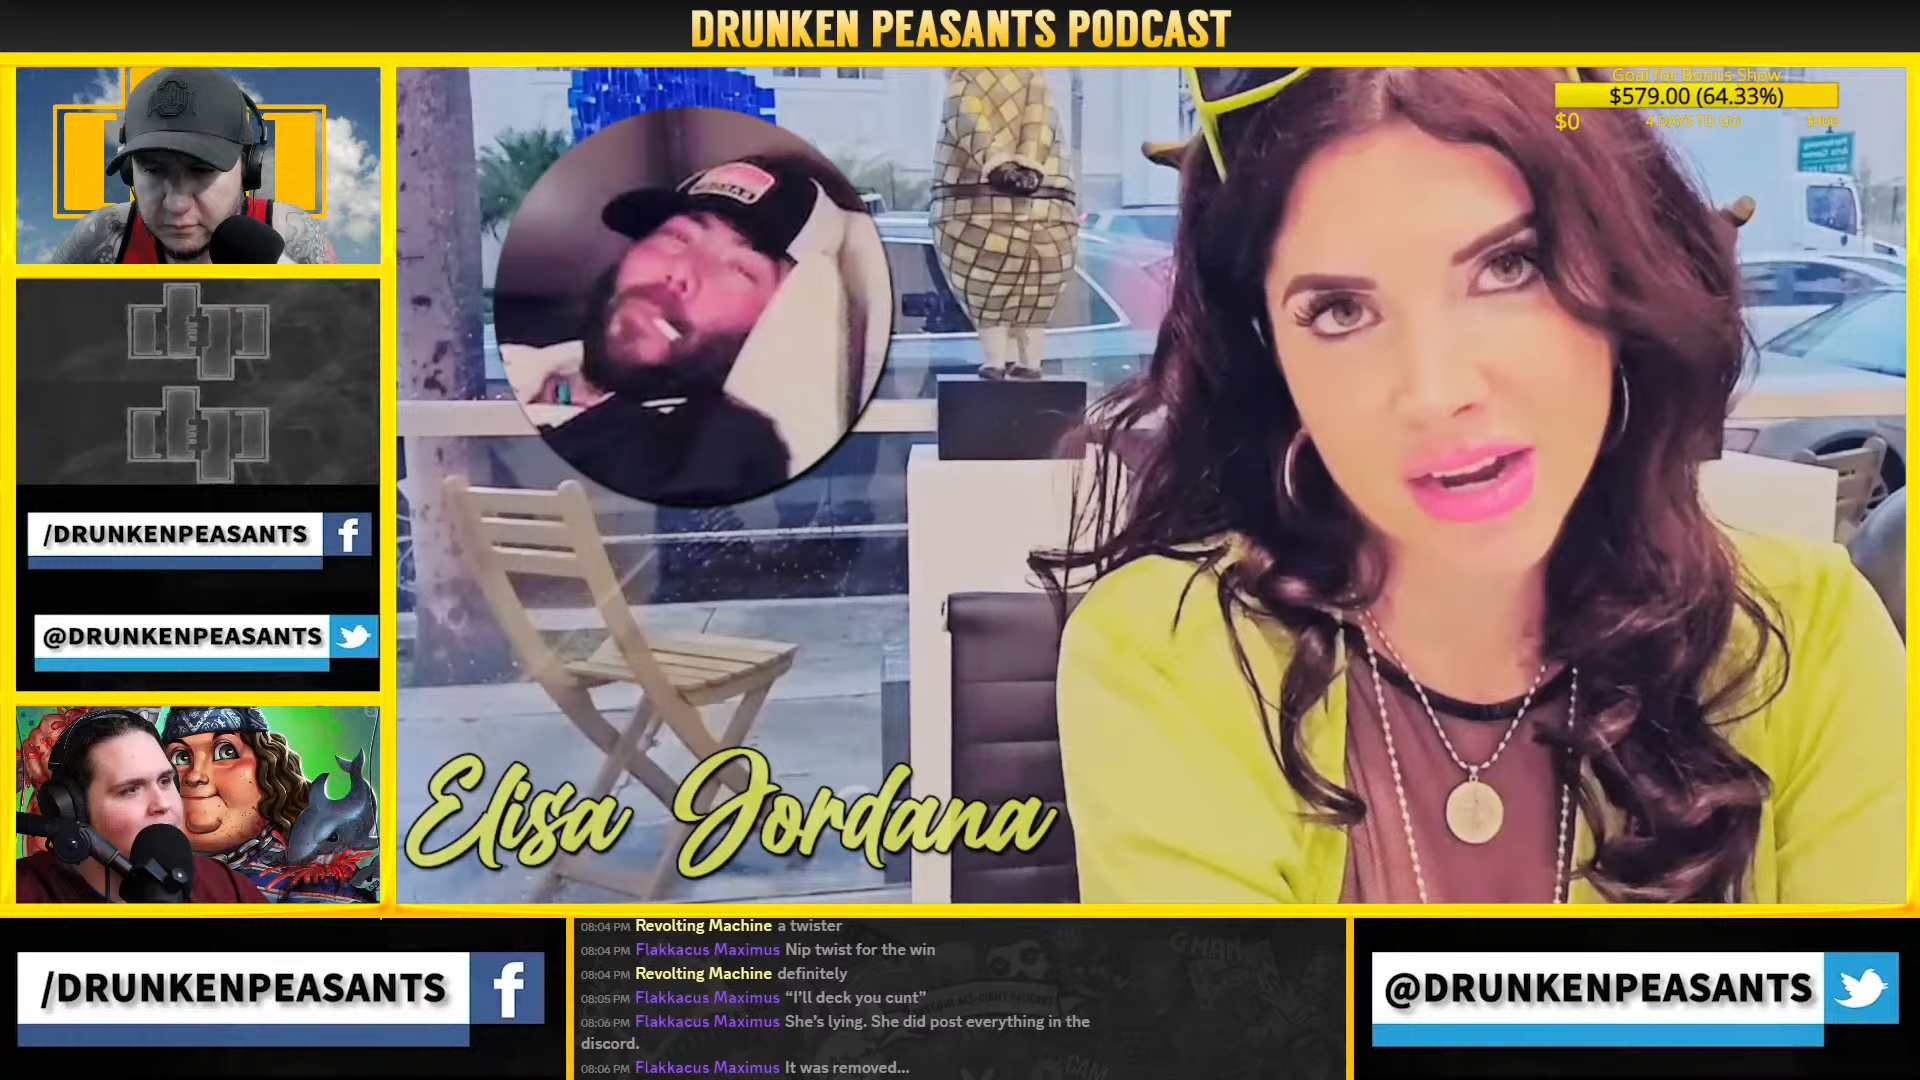 DRUNKEN PEASANTS PODCAST
Goal for Bonus Show
$579.00 (64.33%)
$0 4 DAYS TO GO $900
/DRUNKENPEASANTS f
@DRUNKENPEASANTS
Elisa Jordana
08:04 PM Revolting Machine a twister
08:04 PM Flakkacus Maximus Nip twist for the win
08:04 PM Revolting Machine definitely
08:05 PM Flakkacus Maximus “I’ll deck you cunt”
08:06 PM Flakkacus Maximus She’s lying. She did post everything in the
discord.
08:06 PM Flakkacus Maximus It was removed...
/DRUNKENPEASANTS f
@DRUNKENPEASANTS